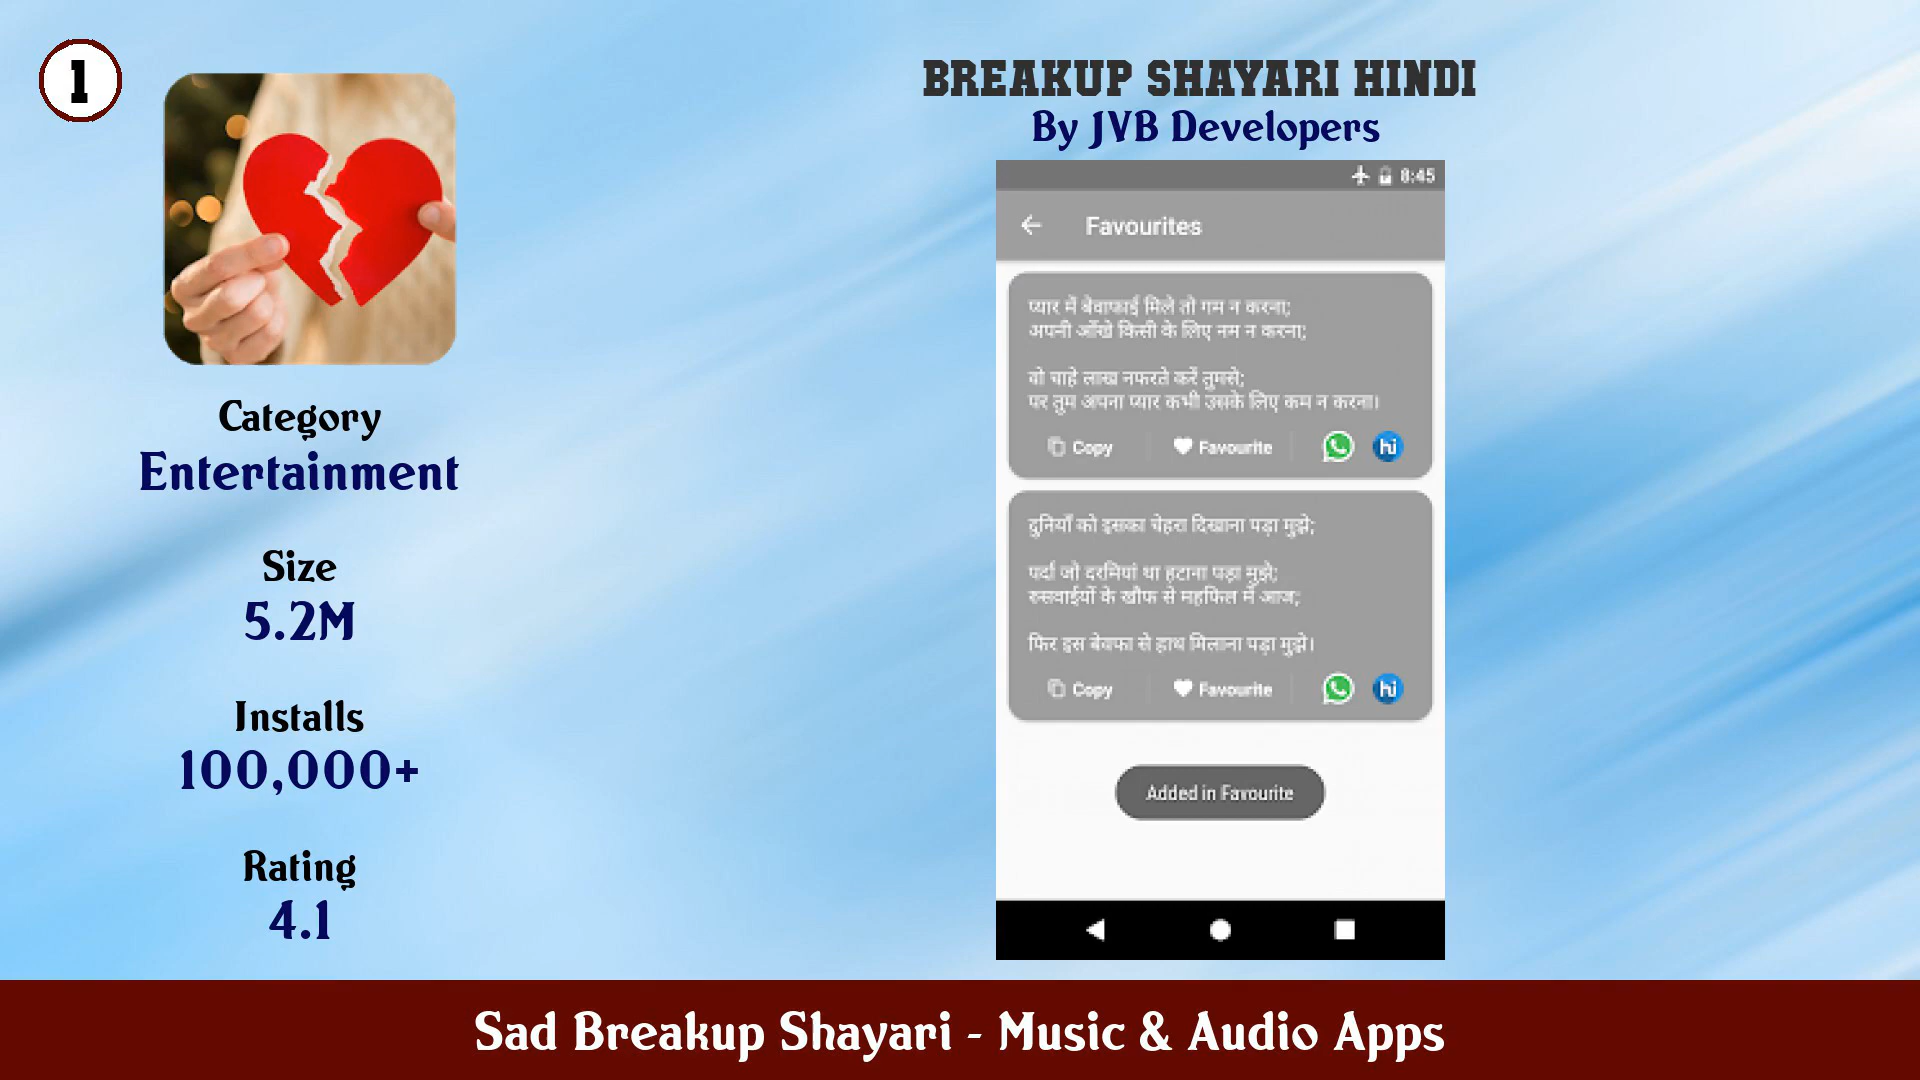 1
BREAKUP SHAYARI HINDI
By JVB Developers
Category
Entertainment
Size
5.2M
Installs
100,000+
Rating
4.1
8:45
Favourites
प्यार में बेवाफाई मिले तो गम न करना;
अपनी आँखे किसी के लिए नम न करना;
वो चाहे लाख नफरते करें तुमसे;
पर तुम अपना प्यार कभी उसके लिए कम न करना।
Copy
Favourite
hi
दुनियाँ को इसका चेहरा दिखाना पड़ा मुझे;
पर्दा जो दरमियां था हटाना पड़ा मुझे;
रुसवाईयों के खौफ से महफिल में आज;
फिर इस बेवफा से हाथ मिलाना पड़ा मुझे।
Copy
Favourite
hi
Added in Favourite
Sad Breakup Shayari - Music & Audio Apps